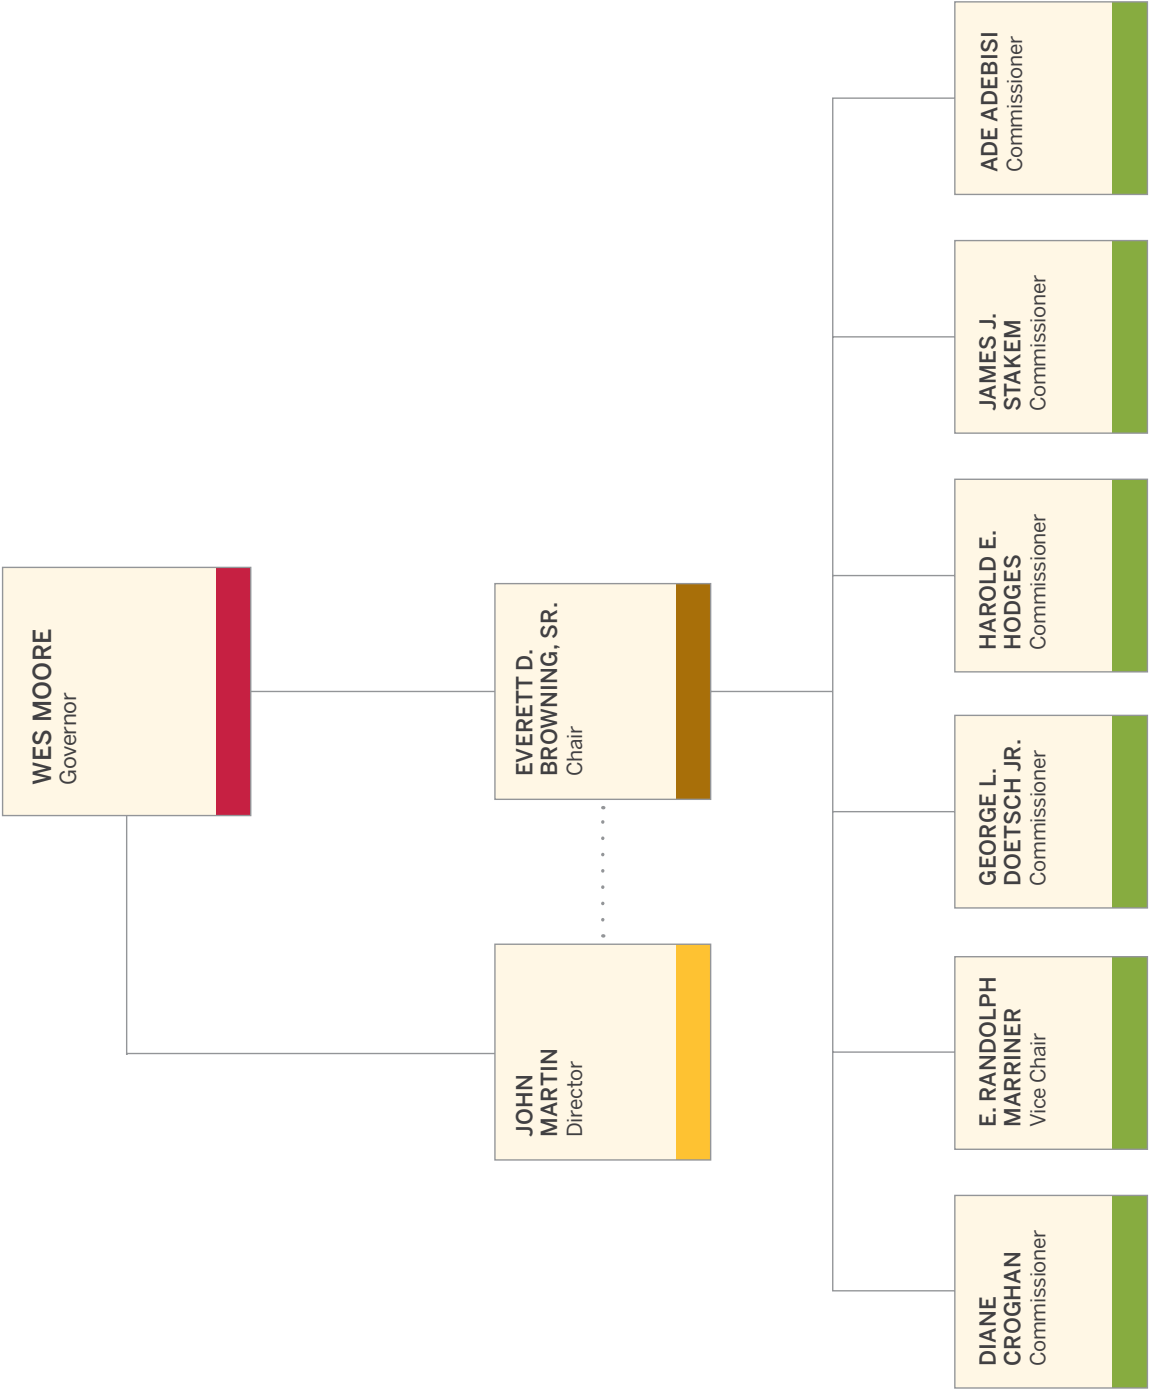 WES MOORE
Governor
JOHN
MARTIN
Director
EVERETT D.
BROWNING, SR.
Chair
DIANE
CROGHAN
Commissioner
E. RANDOLPH
MARRINER
Vice Chair
GEORGE L.
DOETSCH JR.
Commissioner
HAROLD E.
HODGES
Commissioner
JAMES J.
STAKEM
Commissioner
ADE ADEBISI
Commissioner